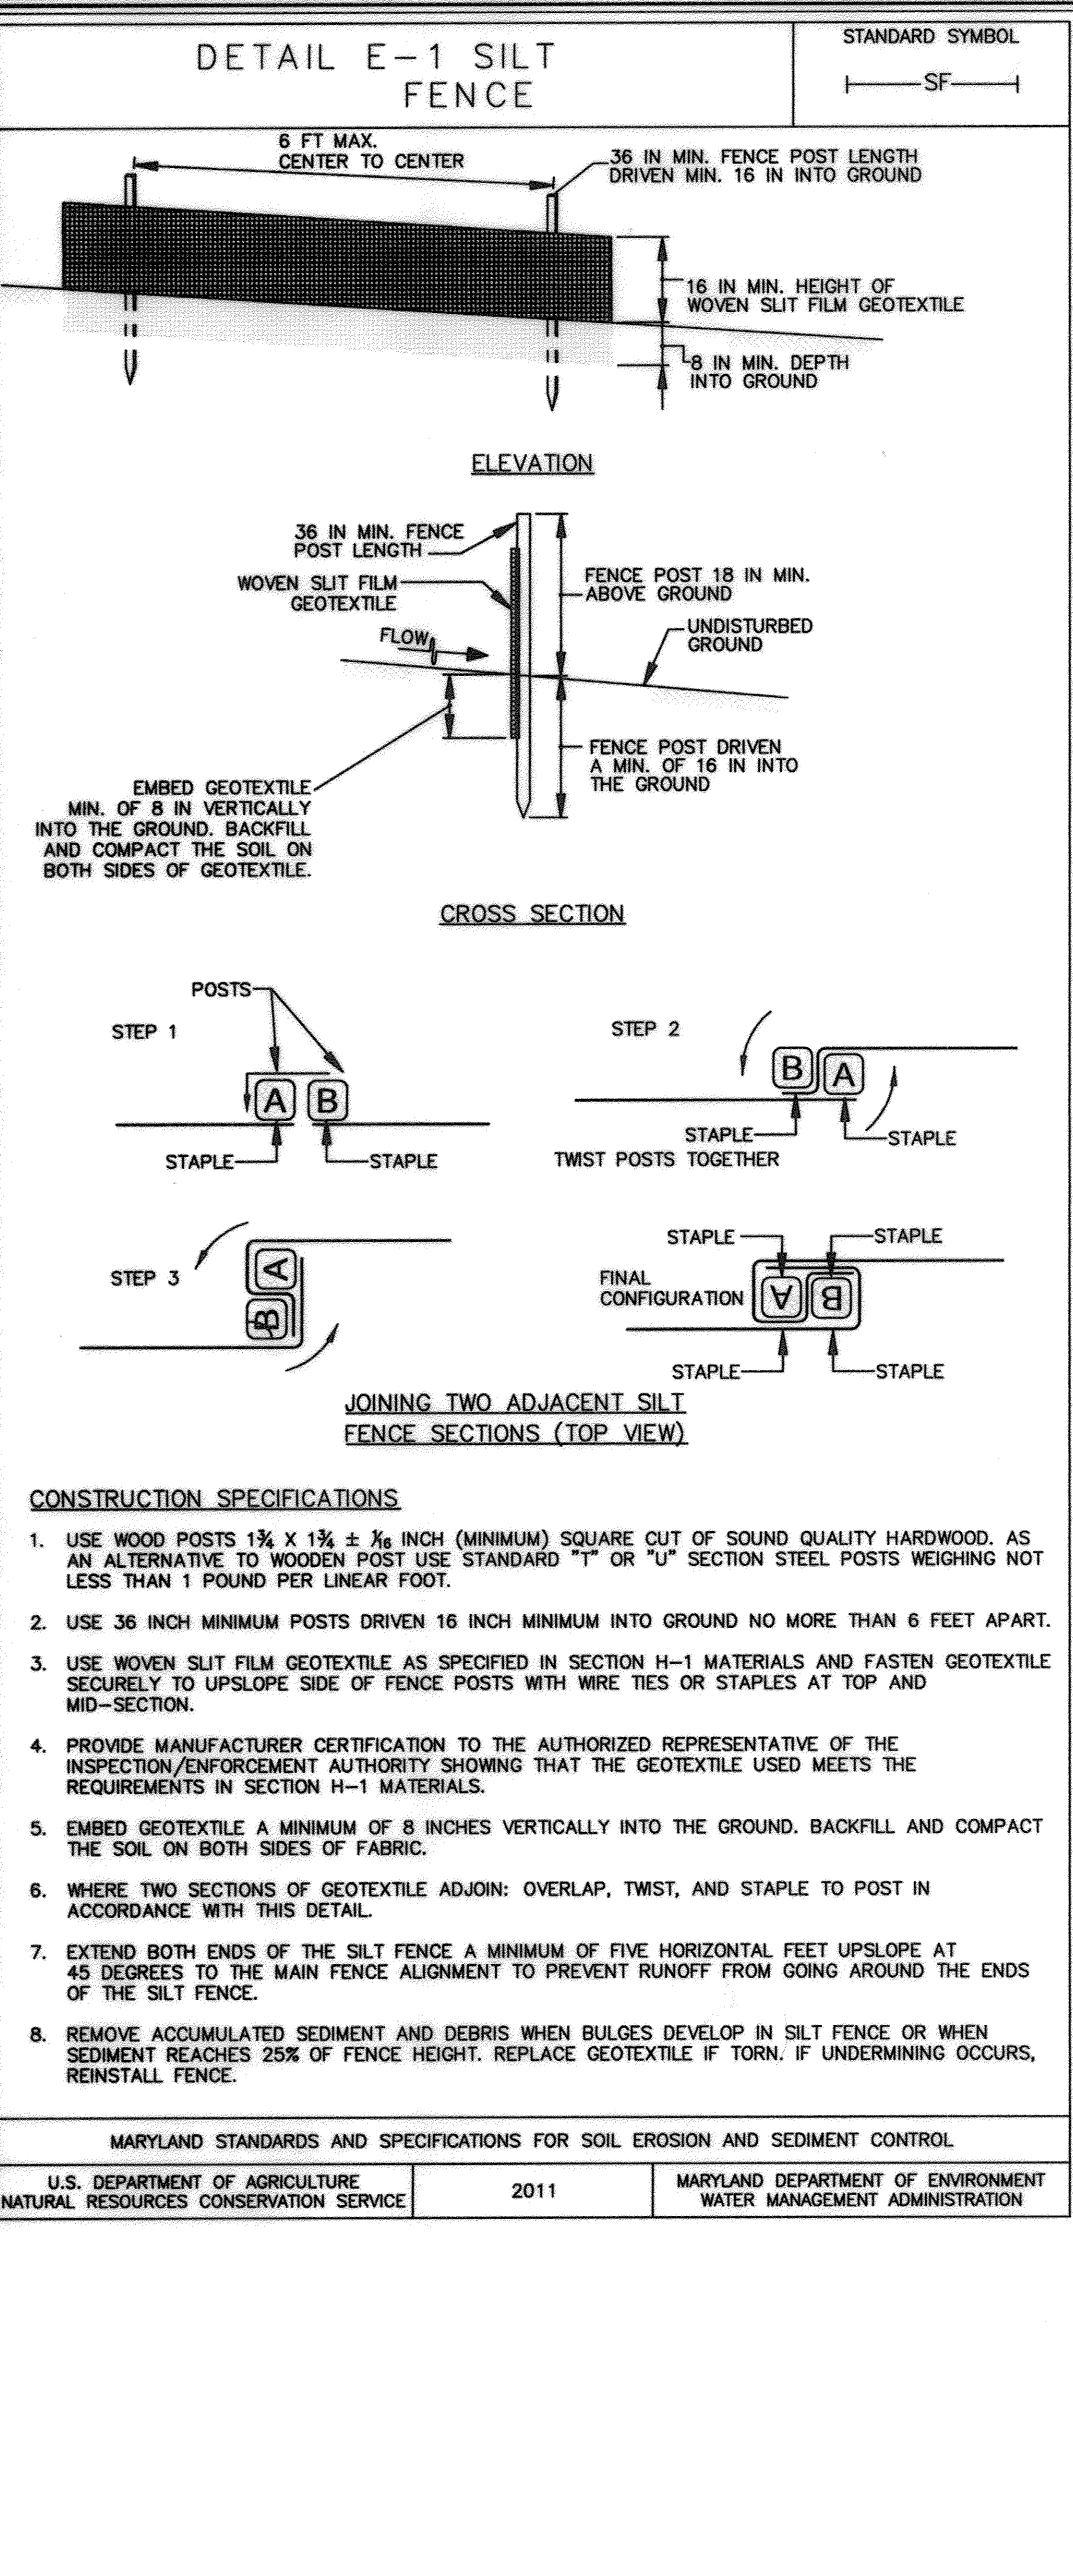 DETAIL E-1 SILT
FENCE
STANDARD SYMBOL
SF
6 FT MAX.
CENTER TO CENTER
36 IN MIN. FENCE POST LENGTH
DRIVEN MIN. 16 IN INTO GROUND
16 IN MIN. HEIGHT OF
WOVEN SLIT FILM GEOTEXTILE
8 IN MIN. DEPTH
INTO GROUND
ELEVATION
36 IN MIN. FENCE
POST LENGTH
WOVEN SLIT FILM
GEOTEXTILE
FLOW
FENCE POST 18 IN MIN.
ABOVE GROUND
UNDISTURBED
GROUND
FENCE POST DRIVEN
A MIN. OF 16 IN INTO
THE GROUND
EMBED GEOTEXTILE
MIN. OF 8 IN VERTICALLY
INTO THE GROUND. BACKFILL
AND COMPACT THE SOIL ON
BOTH SIDES OF GEOTEXTILE.
CROSS SECTION
POSTS
STEP 1
A B
STAPLE STAPLE
STEP 2
B A
STAPLE STAPLE
TWIST POSTS TOGETHER
STEP 3
A
B
STAPLE STAPLE
FINAL
CONFIGURATION
A B
STAPLE STAPLE
JOINING TWO ADJACENT SILT
FENCE SECTIONS (TOP VIEW)
CONSTRUCTION SPECIFICATIONS
1. USE WOOD POSTS 1¾ X 1¾ ± 1/16 INCH (MINIMUM) SQUARE CUT OF SOUND QUALITY HARDWOOD. AS
AN ALTERNATIVE TO WOODEN POST USE STANDARD "T" OR "U" SECTION STEEL POSTS WEIGHING NOT
LESS THAN 1 POUND PER LINEAR FOOT.
2. USE 36 INCH MINIMUM POSTS DRIVEN 16 INCH MINIMUM INTO GROUND NO MORE THAN 6 FEET APART.
3. USE WOVEN SLIT FILM GEOTEXTILE AS SPECIFIED IN SECTION H-1 MATERIALS AND FASTEN GEOTEXTILE
SECURELY TO UPSLOPE SIDE OF FENCE POSTS WITH WIRE TIES OR STAPLES AT TOP AND
MID-SECTION.
4. PROVIDE MANUFACTURER CERTIFICATION TO THE AUTHORIZED REPRESENTATIVE OF THE
INSPECTION/ENFORCEMENT AUTHORITY SHOWING THAT THE GEOTEXTILE USED MEETS THE
REQUIREMENTS IN SECTION H-1 MATERIALS.
5. EMBED GEOTEXTILE A MINIMUM OF 8 INCHES VERTICALLY INTO THE GROUND. BACKFILL AND COMPACT
THE SOIL ON BOTH SIDES OF FABRIC.
6. WHERE TWO SECTIONS OF GEOTEXTILE ADJOIN: OVERLAP, TWIST, AND STAPLE TO POST IN
ACCORDANCE WITH THIS DETAIL.
7. EXTEND BOTH ENDS OF THE SILT FENCE A MINIMUM OF FIVE HORIZONTAL FEET UPSLOPE AT
45 DEGREES TO THE MAIN FENCE ALIGNMENT TO PREVENT RUNOFF FROM GOING AROUND THE ENDS
OF THE SILT FENCE.
8. REMOVE ACCUMULATED SEDIMENT AND DEBRIS WHEN BULGES DEVELOP IN SILT FENCE OR WHEN
SEDIMENT REACHES 25% OF FENCE HEIGHT. REPLACE GEOTEXTILE IF TORN. IF UNDERMINING OCCURS,
REINSTALL FENCE.
MARYLAND STANDARDS AND SPECIFICATIONS FOR SOIL EROSION AND SEDIMENT CONTROL
U.S. DEPARTMENT OF AGRICULTURE
NATURAL RESOURCES CONSERVATION SERVICE
2011
MARYLAND DEPARTMENT OF ENVIRONMENT
WATER MANAGEMENT ADMINISTRATION